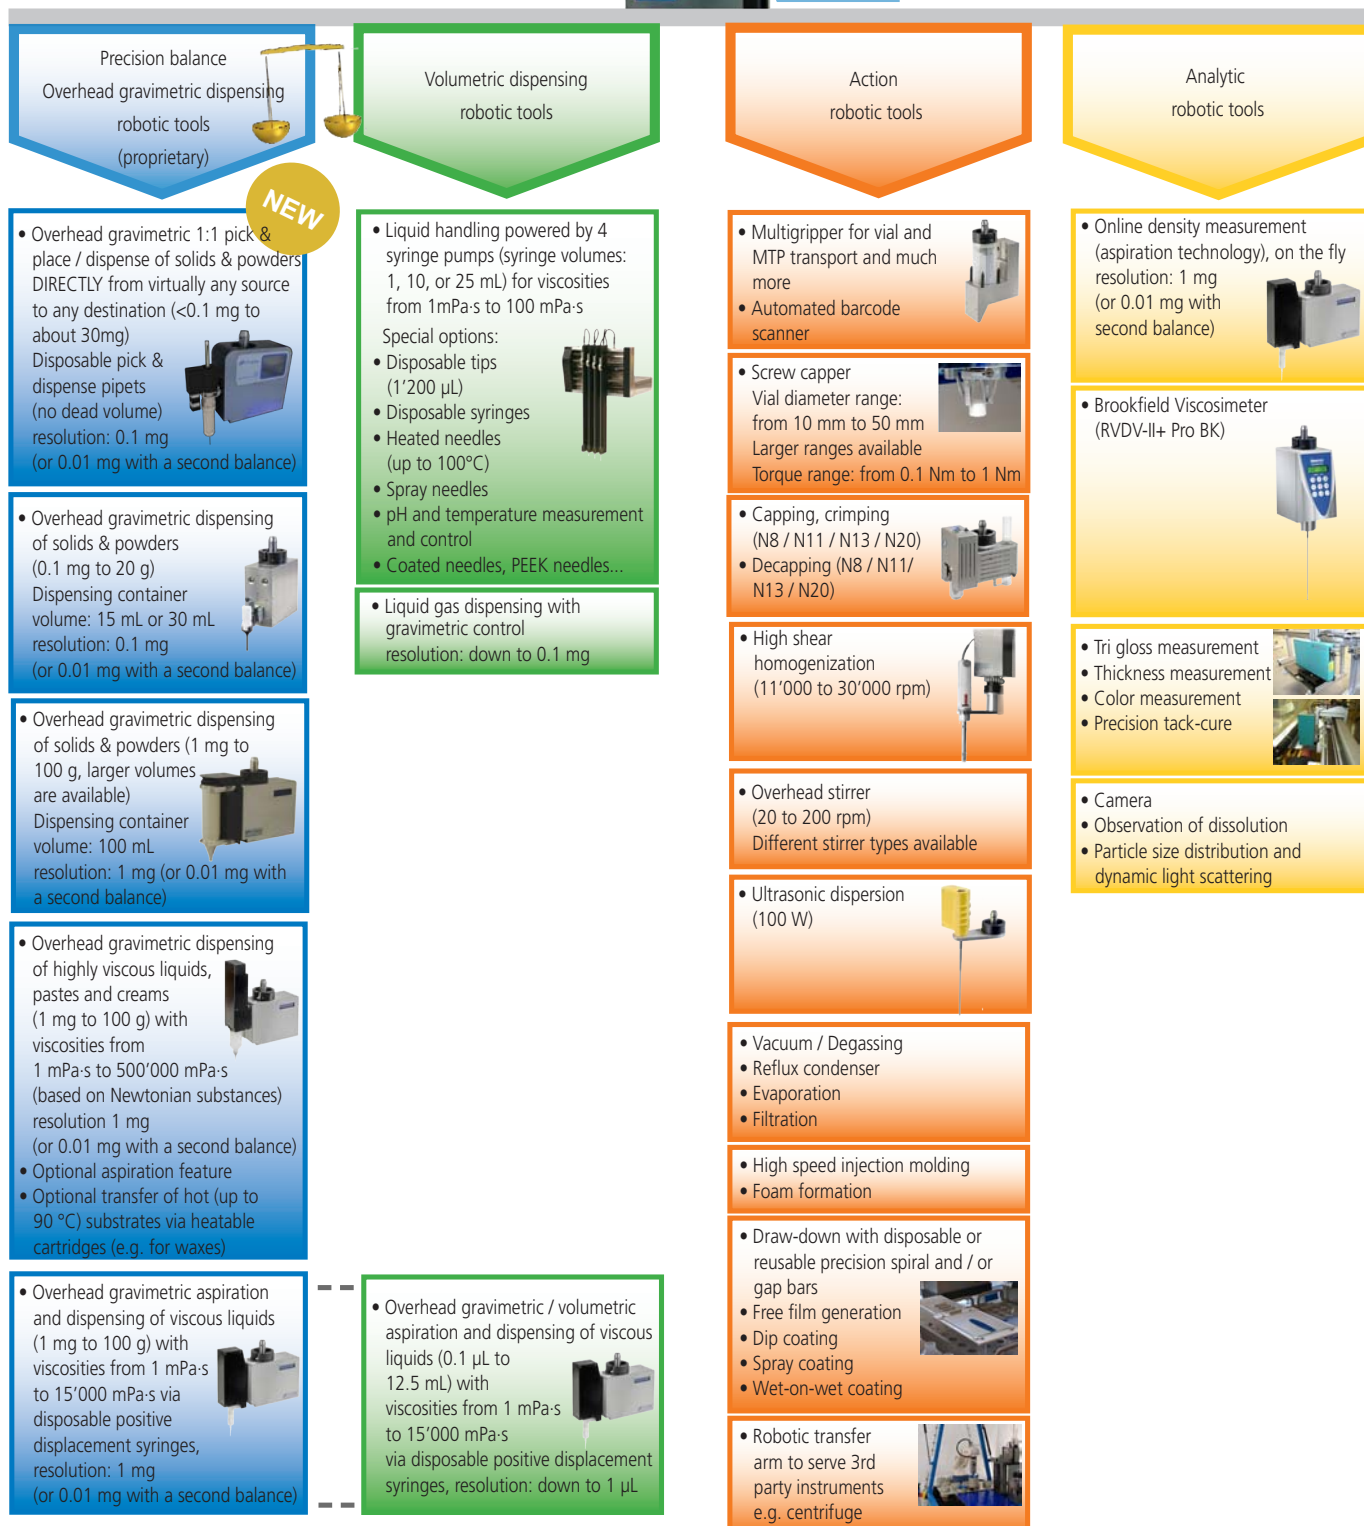 Precision balance
Overhead gravimetric dispensing
robotic tools
(proprietary)
NEW
• Overhead gravimetric 1:1 pick &
place / dispense of solids & powders
DIRECTLY from virtually any source
to any destination (<0.1 mg to
about 30mg)
Disposable pick &
dispense pipets
(no dead volume)
resolution: 0.1 mg
(or 0.01 mg with a second balance)
• Overhead gravimetric dispensing
of solids & powders
(0.1 mg to 20 g)
Dispensing container
volume: 15 mL or 30 mL
resolution: 0.1 mg
(or 0.01 mg with a second balance)
• Overhead gravimetric dispensing
of solids & powders (1 mg to
100 g, larger volumes
are available)
Dispensing container
volume: 100 mL
resolution: 1 mg (or 0.01 mg with
a second balance)
• Overhead gravimetric dispensing
of highly viscous liquids,
pastes and creams
(1 mg to 100 g) with
viscosities from
1 mPa·s to 500’000 mPa·s
(based on Newtonian substances)
resolution 1 mg
(or 0.01 mg with a second balance)
• Optional aspiration feature
• Optional transfer of hot (up to
90 °C) substrates via heatable
cartridges (e.g. for waxes)
• Overhead gravimetric aspiration
and dispensing of viscous liquids
(1 mg to 100 g) with
viscosities from 1 mPa·s
to 15’000 mPa·s via
disposable positive
displacement syringes,
resolution: 1 mg
(or 0.01 mg with a second balance)
Volumetric dispensing
robotic tools
• Liquid handling powered by 4
syringe pumps (syringe volumes:
1, 10, or 25 mL) for viscosities
from 1mPa·s to 100 mPa·s
Special options:
• Disposable tips
(1’200 µL)
• Disposable syringes
• Heated needles
(up to 100°C)
• Spray needles
• pH and temperature measurement
and control
• Coated needles, PEEK needles...
• Liquid gas dispensing with
gravimetric control
resolution: down to 0.1 mg
• Overhead gravimetric / volumetric
aspiration and dispensing of viscous
liquids (0.1 µL to
12.5 mL) with
viscosities from 1 mPa·s
to 15’000 mPa·s
via disposable positive displacement
syringes, resolution: down to 1 µL
Action
robotic tools
• Multigripper for vial and
MTP transport and much
more
• Automated barcode
scanner
• Screw capper
Vial diameter range:
from 10 mm to 50 mm
Larger ranges available
Torque range: from 0.1 Nm to 1 Nm
• Capping, crimping
(N8 / N11 / N13 / N20)
• Decapping (N8 / N11/
N13 / N20)
• High shear
homogenization
(11’000 to 30’000 rpm)
• Overhead stirrer
(20 to 200 rpm)
Different stirrer types available
• Ultrasonic dispersion
(100 W)
• Vacuum / Degassing
• Reflux condenser
• Evaporation
• Filtration
• High speed injection molding
• Foam formation
• Draw-down with disposable or
reusable precision spiral and / or
gap bars
• Free film generation
• Dip coating
• Spray coating
• Wet-on-wet coating
• Robotic transfer
arm to serve 3rd
party instruments
e.g. centrifuge
Analytic
robotic tools
• Online density measurement
(aspiration technology), on the fly
resolution: 1 mg
(or 0.01 mg with
second balance)
• Brookfield Viscosimeter
(RVDV-II+ Pro BK)
• Tri gloss measurement
• Thickness measurement
• Color measurement
• Precision tack-cure
• Camera
• Observation of dissolution
• Particle size distribution and
dynamic light scattering